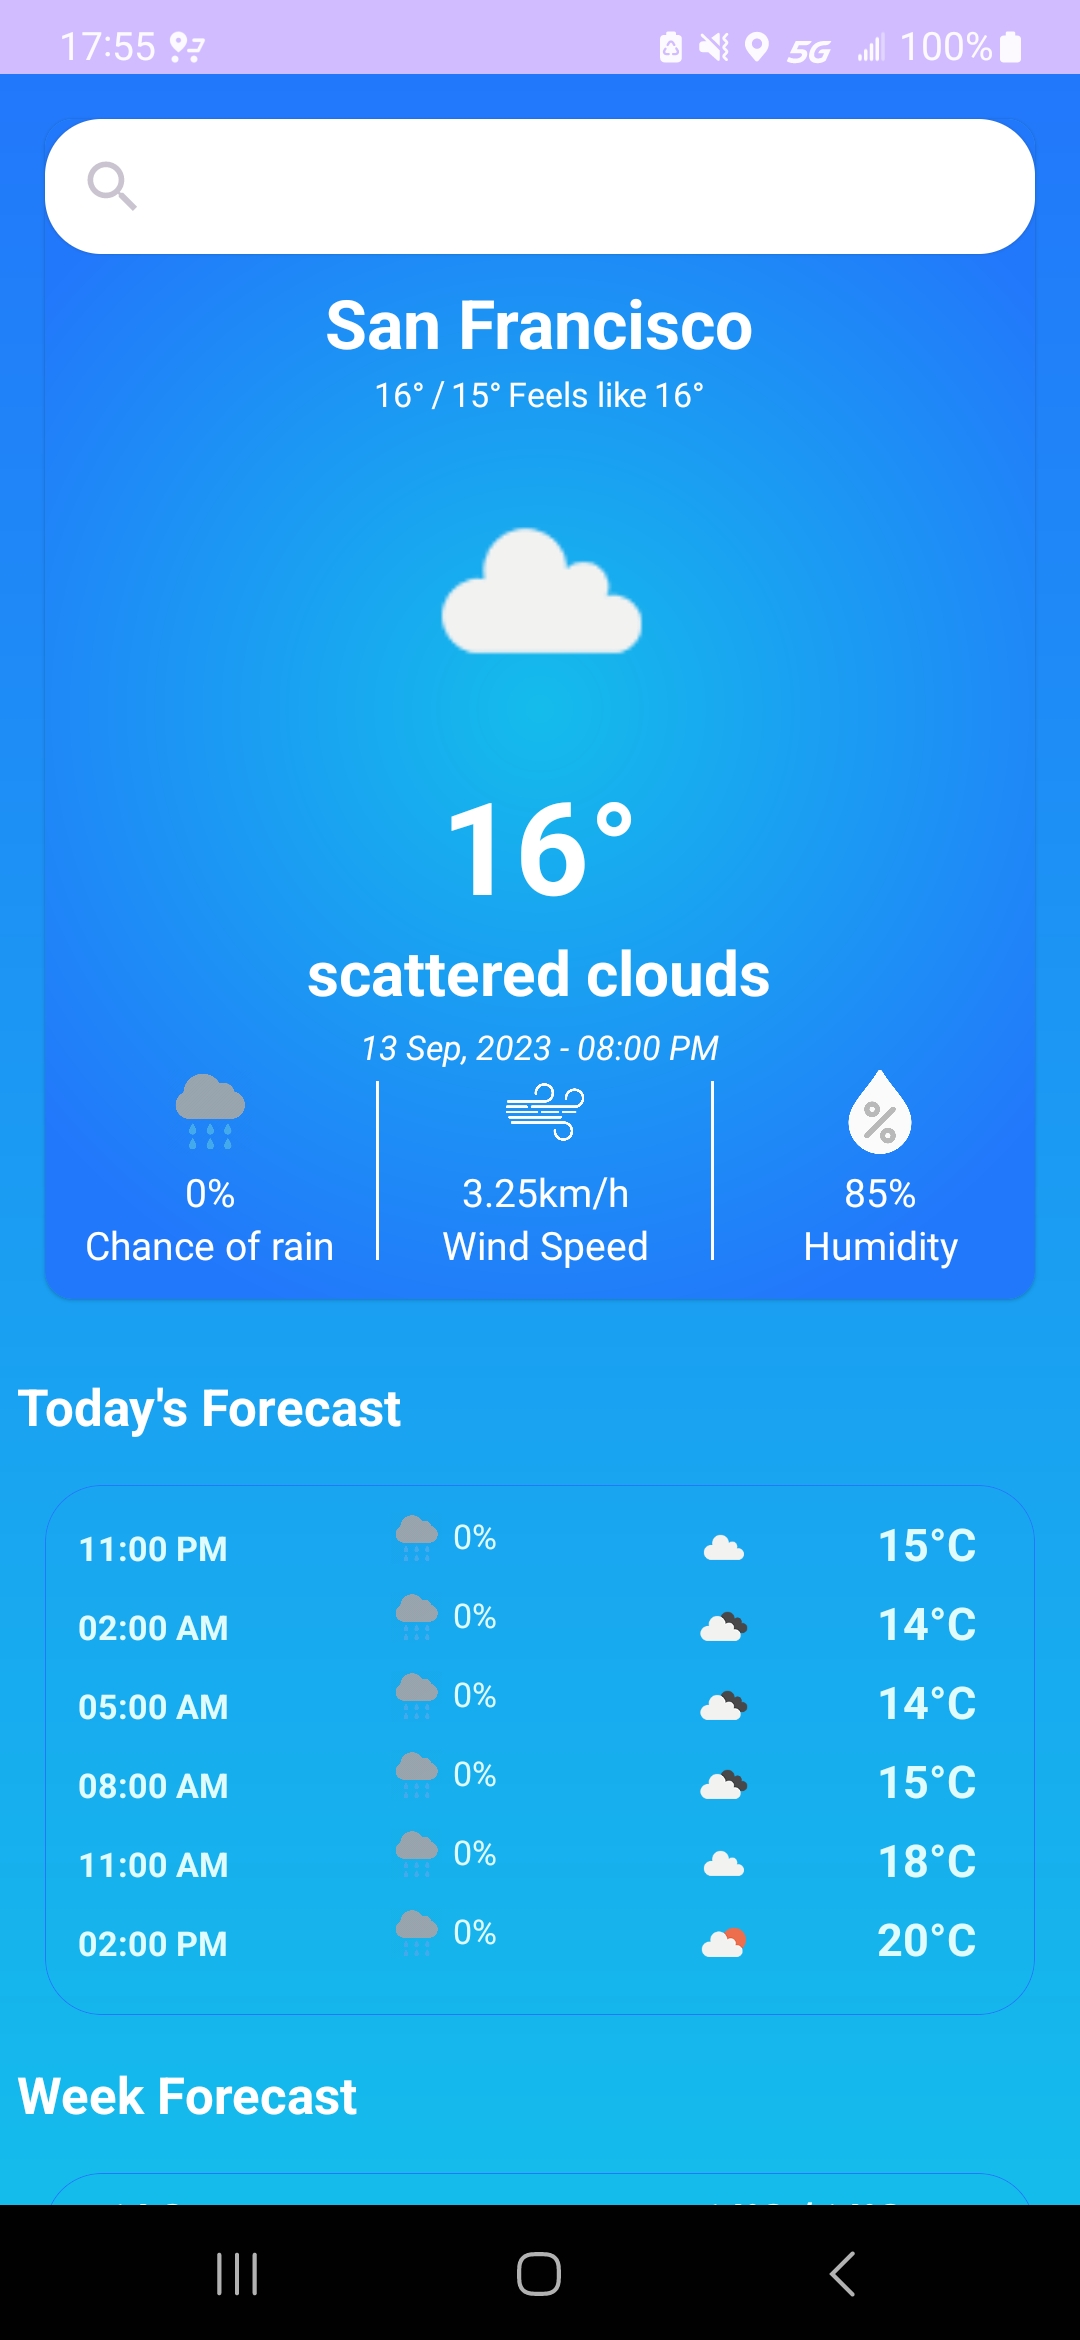 17:55 5G 100%
San Francisco
16° / 15° Feels like 16°
16°
scattered clouds
13 Sep, 2023 - 08:00 PM
0% 3.25km/h 85%
Chance of rain Wind Speed Humidity
Today's Forecast
11:00 PM 0% 15°C
02:00 AM 0% 14°C
05:00 AM 0% 14°C
08:00 AM 0% 15°C
11:00 AM 0% 18°C
02:00 PM 0% 20°C
Week Forecast